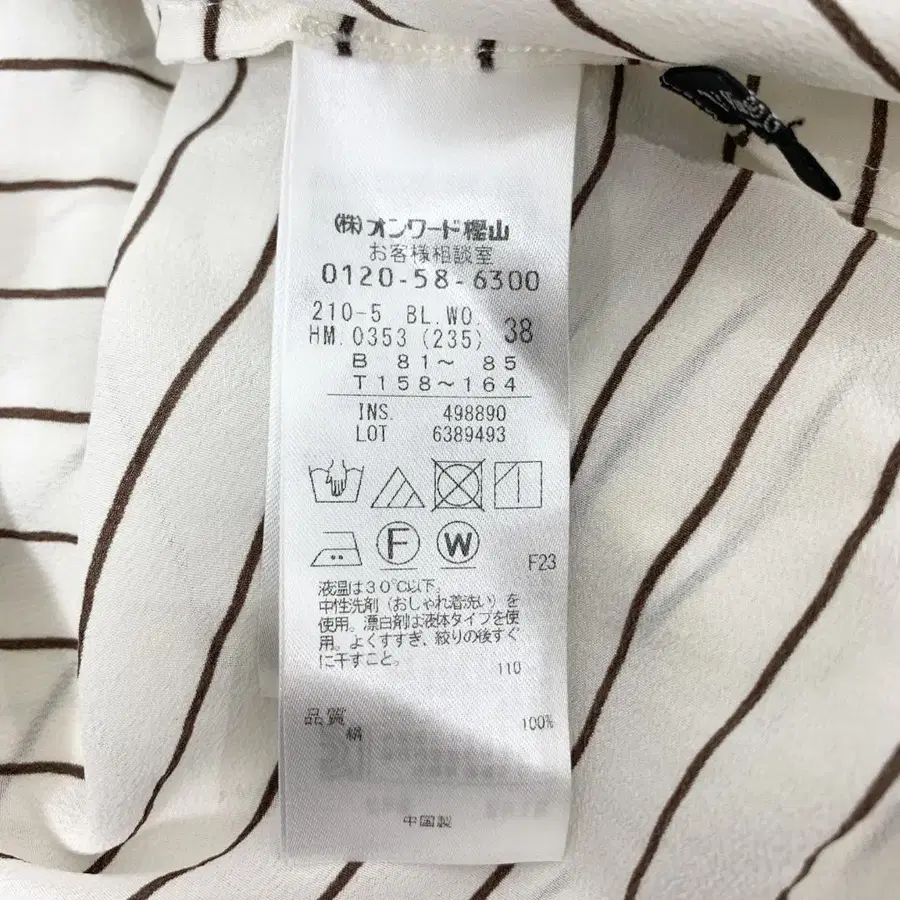 (株)オンワード樫山
お客様相談室
0120-58-6300
210-5 BL.WO.
HM.0353 (235) 38
B 81~ 85
T158~164
INS. 498890
LOT 6389493
F
W
F23
液温は30℃以下。
中性洗剤(おしゃれ着洗い)を
使用。漂白剤は液体タイプを使
用。よくすすぎ、絞りの後すぐ
に干すこと。
110
品質
絹 100%
中国製